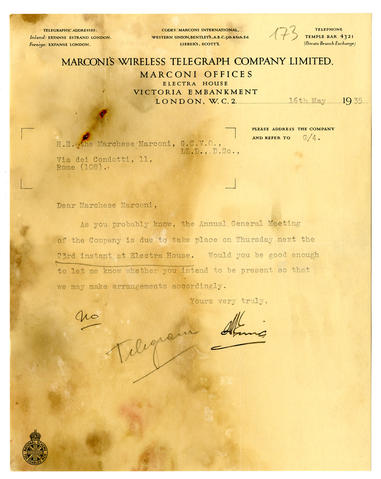 TELEGRAPHIC ADDRESSES.
Inland: EXPANSE ESTRAND LONDON.
Foreign: EXPANSE LONDON.
CODES: MARCONI INTERNATIONAL,
WESTERN UNION, BENTLEY'S, A.B.C. 5th & 6th Ed.
LIEBER'S, SCOTT'S.
173
TELEPHONE
TEMPLE BAR 4321
(Private Branch Exchange)
MARCONI'S WIRELESS TELEGRAPH COMPANY LIMITED.
MARCONI OFFICES
ELECTRA HOUSE
VICTORIA EMBANKMENT
LONDON, W.C.2.
16th May 1935
PLEASE ADDRESS THE COMPANY
AND REFER TO G/4.
H.E. the Marchese Marconi, G.C.V.O.,
LL.D., D.Sc.,
Via dei Condotti, 11,
Rome (108).
Dear Marchese Marconi,
As you probably know, the Annual General Meeting
of the Company is due to take place on Thursday next the
23rd instant at Electra House. Would you be good enough
to let me know whether you intend to be present so that
we may make arrangements accordingly.
Yours very truly,
No
Telegram